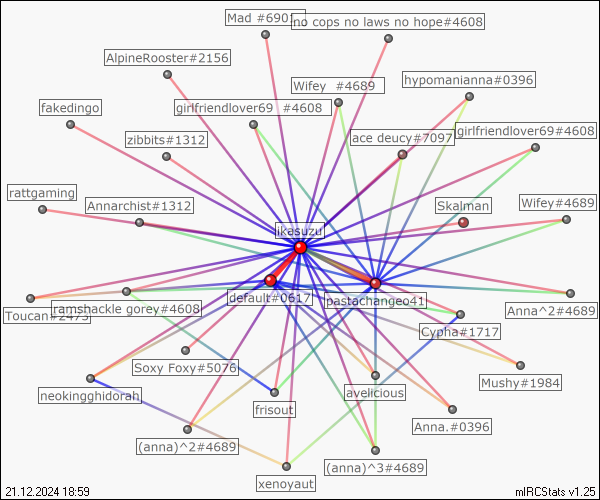 Mad #6901
no cops no laws no hope#4608
AlpineRooster#2156
Wifey #4689
hypomanianna#0396
fakedingo
girlfriendlover69 #4608
zibbits#1312
ace deucy#7097
girlfriendlover69#4608
rattgaming
Annarchist#1312
Skalman
Wifey#4689
ikasuzu
default#0617
pastachangeo41
Toucan#2473
ramshackle gorey#4608
Anna^2#4689
Cypha#1717
Soxy Foxy#5076
Mushy#1984
neokingghidorah
avelicious
frisout
Anna.#0396
(anna)^2#4689
(anna)^3#4689
xenoyaut
21.12.2024 18:59
mIRCStats v1.25